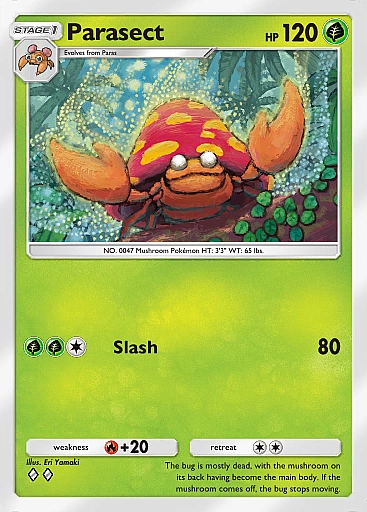 STAGE 1 Parasect HP 120
Evolves from Paras
NO. 0047 Mushroom Pokémon HT: 3'3" WT: 65 lbs.
Slash 80
weakness +20 retreat
Illus. Eri Yamaki
The bug is mostly dead, with the mushroom on
its back having become the main body. If the
mushroom comes off, the bug stops moving.